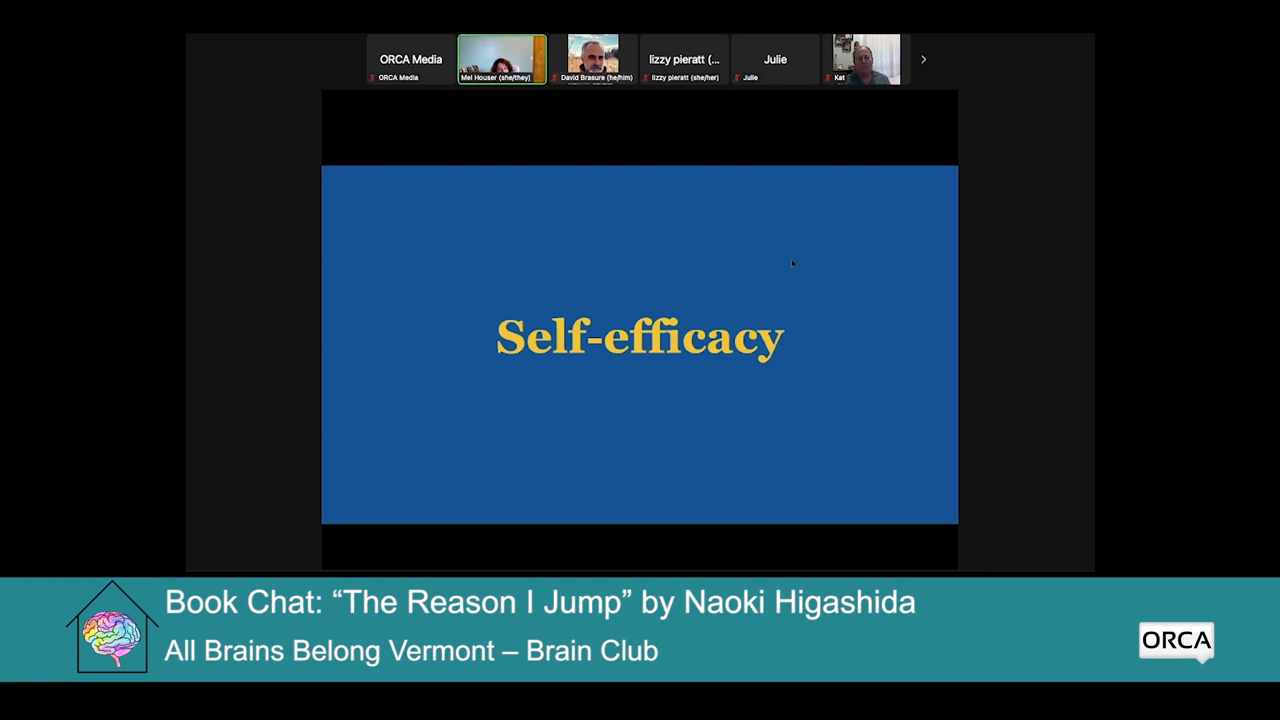 ORCA Media
lizzy pieratt (...
Julie
ORCA Media
Mel Houser (she/they)
David Brasure (he/him)
lizzy pieratt (she/her)
Julie
Kat
Self-efficacy
Book Chat: “The Reason I Jump” by Naoki Higashida
All Brains Belong Vermont – Brain Club
ORCA